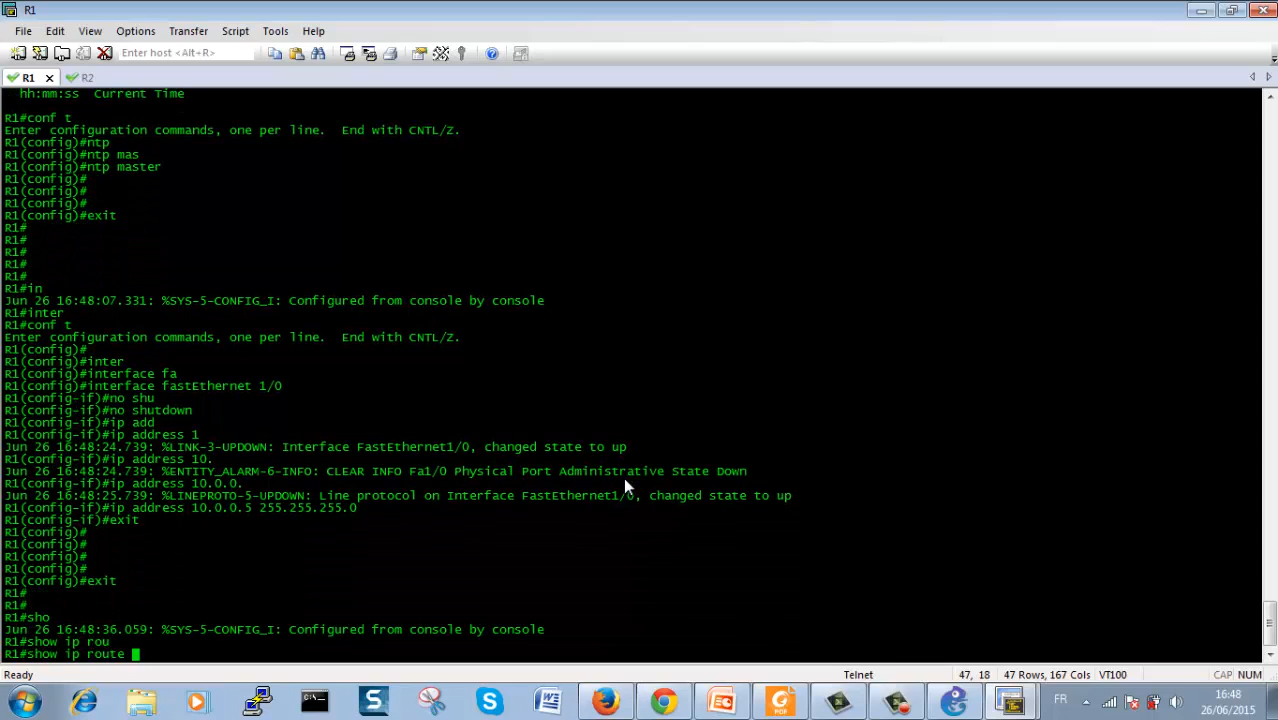 R1
File Edit View Options Transfer Script Tools Help
Enter host <Alt+R>
R1 R2
hh:mm:ss  Current Time
R1#conf t
Enter configuration commands, one per line.  End with CNTL/Z.
R1(config)#ntp
R1(config)#ntp mas
R1(config)#ntp master
R1(config)#
R1(config)#
R1(config)#
R1(config)#exit
R1#
R1#
R1#
R1#
R1#
R1#in
Jun 26 16:48:07.331: %SYS-5-CONFIG_I: Configured from console by console
R1#inter
R1#conf t
Enter configuration commands, one per line.  End with CNTL/Z.
R1(config)#
R1(config)#inter
R1(config)#interface fa
R1(config)#interface fastEthernet 1/0
R1(config-if)#no shu
R1(config-if)#no shutdown
R1(config-if)#ip add
R1(config-if)#ip address 1
Jun 26 16:48:24.739: %LINK-3-UPDOWN: Interface FastEthernet1/0, changed state to up
R1(config-if)#ip address 10.
Jun 26 16:48:24.739: %ENTITY_ALARM-6-INFO: CLEAR INFO Fa1/0 Physical Port Administrative State Down
R1(config-if)#ip address 10.0.0.
Jun 26 16:48:25.739: %LINEPROTO-5-UPDOWN: Line protocol on Interface FastEthernet1/0, changed state to up
R1(config-if)#ip address 10.0.0.5 255.255.255.0
R1(config-if)#exit
R1(config)#
R1(config)#
R1(config)#
R1(config)#
R1(config)#exit
R1#
R1#
R1#sho
Jun 26 16:48:36.059: %SYS-5-CONFIG_I: Configured from console by console
R1#show ip rou
R1#show ip route
Ready Telnet 47, 18 47 Rows, 167 Cols VT100 CAP NUM
FR 16:48
26/06/2015